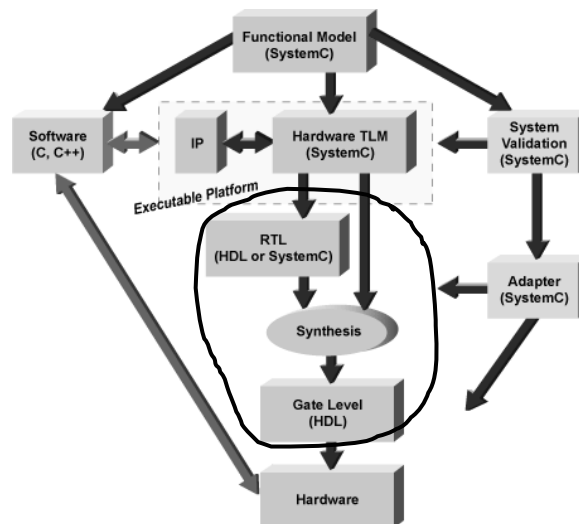 Functional Model
(SystemC)
Software
(C, C++)
IP
Hardware TLM
(SystemC)
System
Validation
(SystemC)
Executable Platform
RTL
(HDL or SystemC)
Adapter
(SystemC)
Synthesis
Gate Level
(HDL)
Hardware